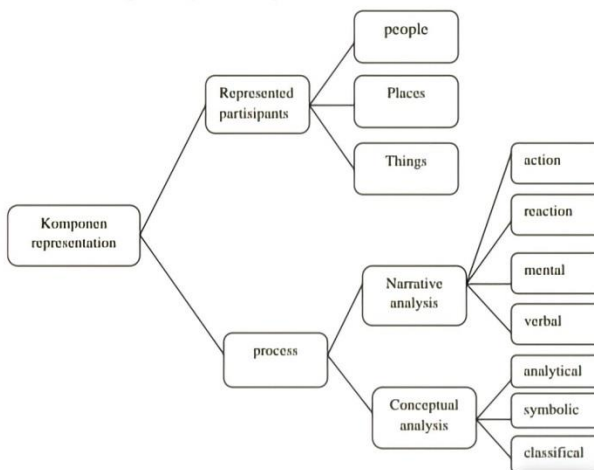 people
Represented
partisipants
Places
Things
action
reaction
Komponen
representation
Narrative
analysis
mental
verbal
process
analytical
Conceptual
analysis
symbolic
classifical